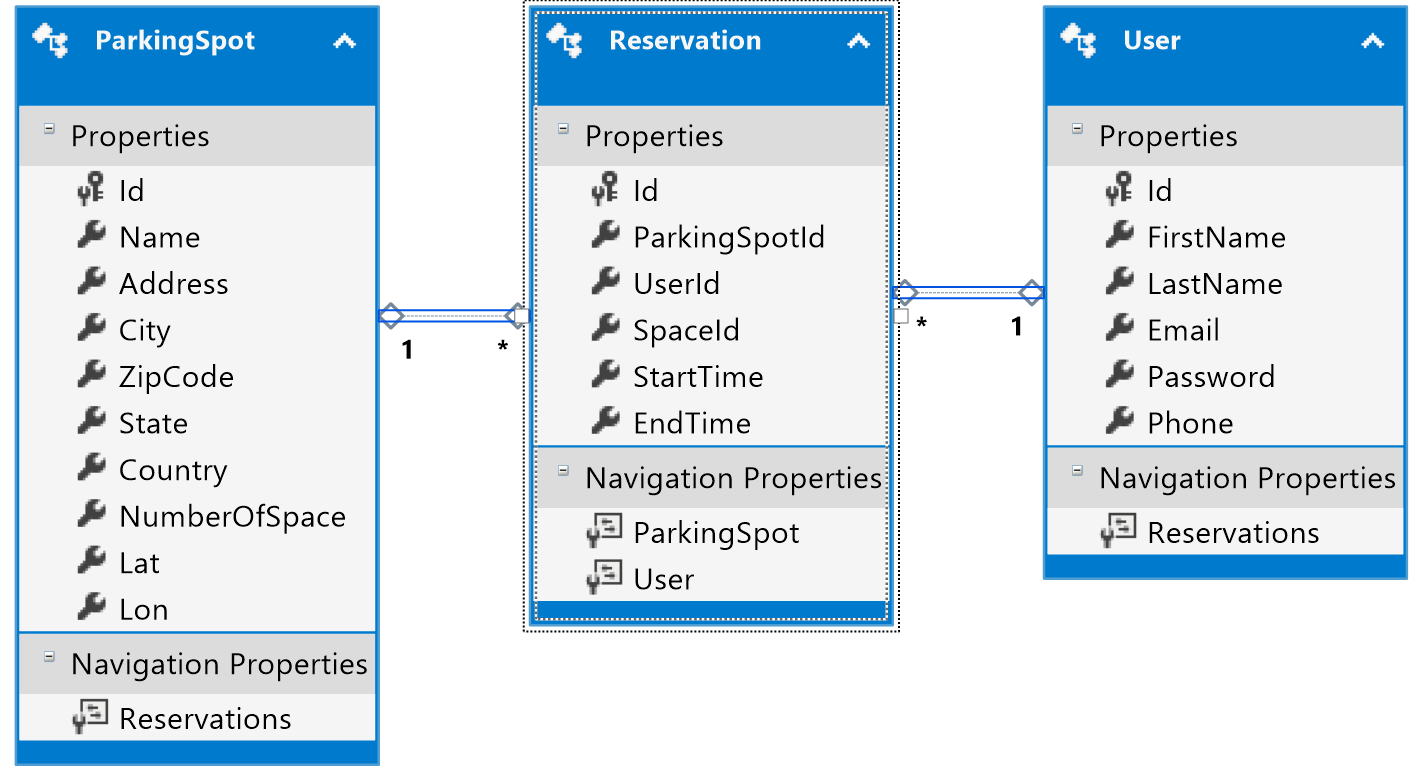 ParkingSpot
Properties
Id
Name
Address
City
ZipCode
State
Country
NumberOfSpace
Lat
Lon
Navigation Properties
Reservations
1
*
Reservation
Properties
Id
ParkingSpotId
UserId
SpaceId
StartTime
EndTime
Navigation Properties
ParkingSpot
User
*
1
User
Properties
Id
FirstName
LastName
Email
Password
Phone
Navigation Properties
Reservations